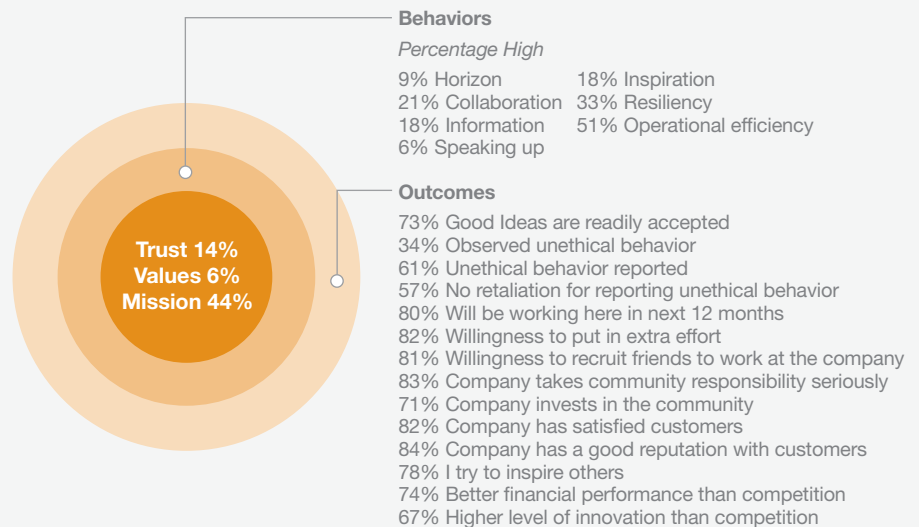 Behaviors
Percentage High
9% Horizon 18% Inspiration
21% Collaboration 33% Resiliency
18% Information 51% Operational efficiency
6% Speaking up
Trust 14%
Values 6%
Mission 44%
Outcomes
73% Good Ideas are readily accepted
34% Observed unethical behavior
61% Unethical behavior reported
57% No retaliation for reporting unethical behavior
80% Will be working here in next 12 months
82% Willingness to put in extra effort
81% Willingness to recruit friends to work at the company
83% Company takes community responsibility seriously
71% Company invests in the community
82% Company has satisfied customers
84% Company has a good reputation with customers
78% I try to inspire others
74% Better financial performance than competition
67% Higher level of innovation than competition